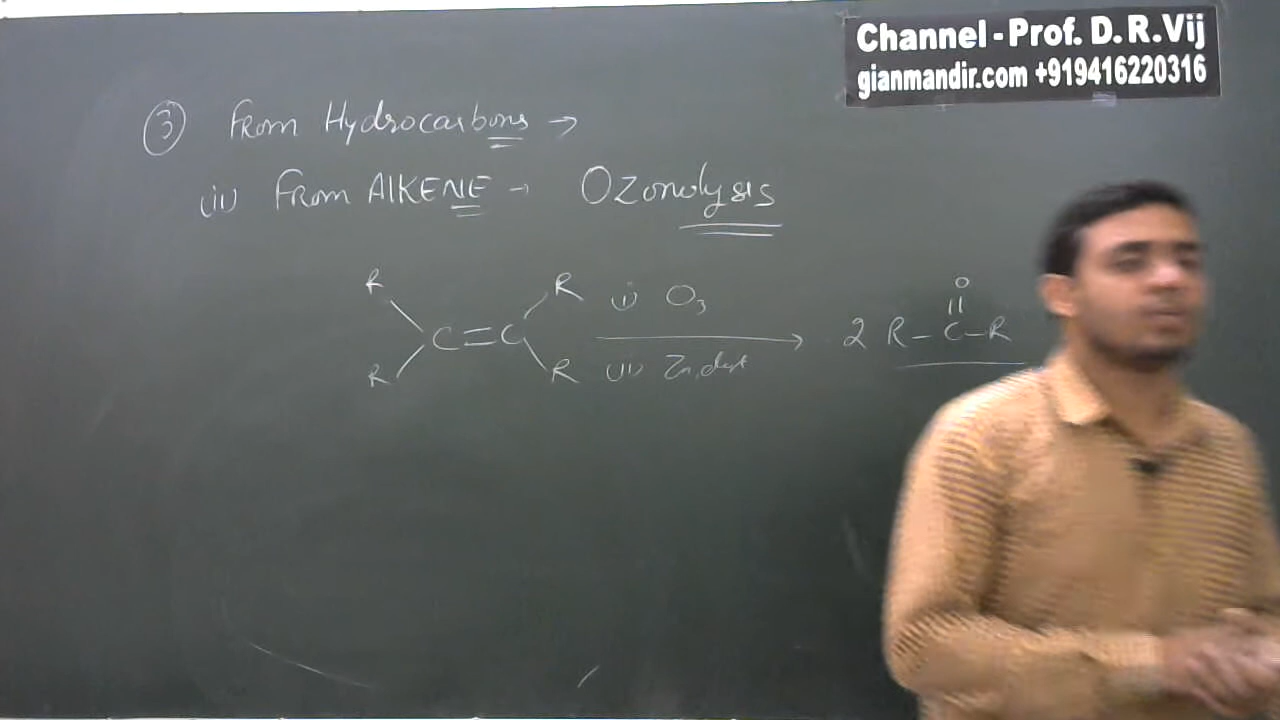 Channel - Prof. D. R. Vij
gianmandir.com +919416220316
③ From Hydrocarbons →
(ii) From AlKENE → Ozonolysis
R R (i) O₃ O
C=C → 2 R-C-R
R R (ii) Zn, dust